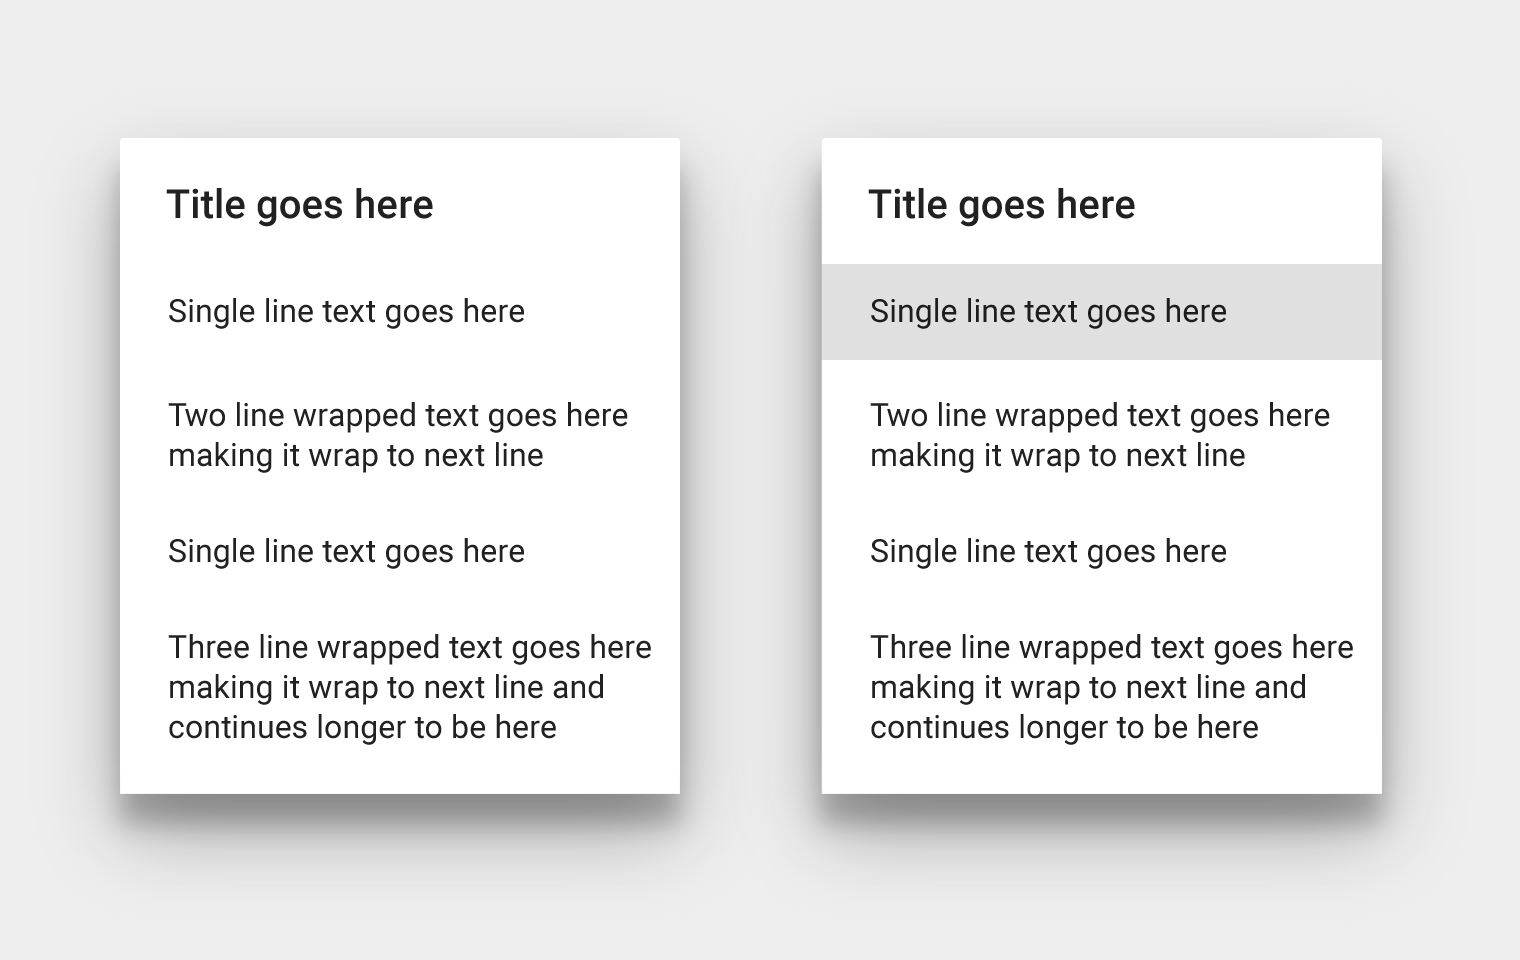 Title goes here
Single line text goes here
Two line wrapped text goes here
making it wrap to next line
Single line text goes here
Three line wrapped text goes here
making it wrap to next line and
continues longer to be here
Title goes here
Single line text goes here
Two line wrapped text goes here
making it wrap to next line
Single line text goes here
Three line wrapped text goes here
making it wrap to next line and
continues longer to be here